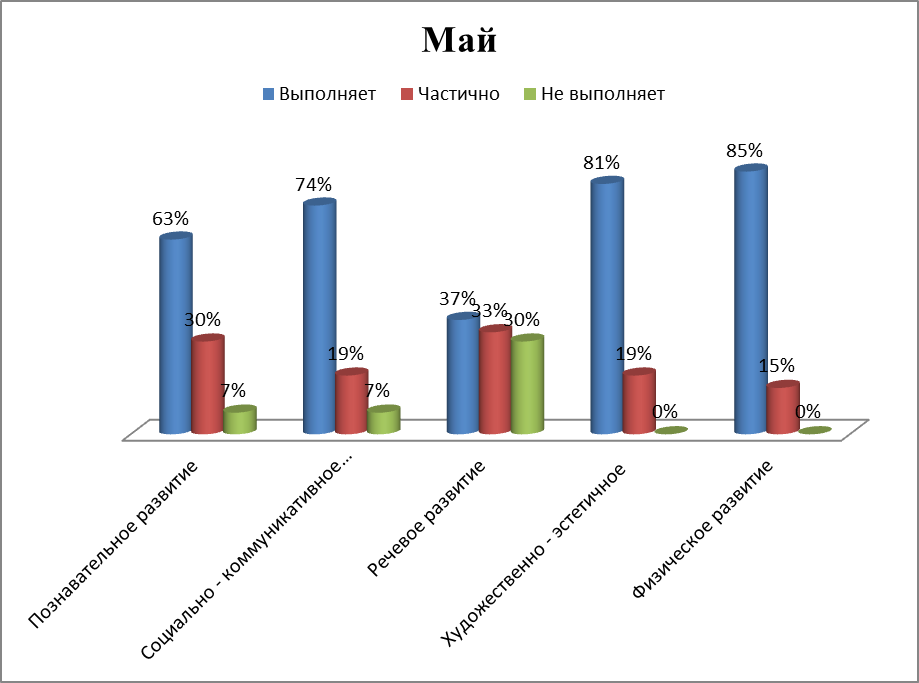 Май
Выполняет Частично Не выполняет
63% 30% 7%
74% 19% 7%
37% 33% 30%
81% 19% 0%
85% 15% 0%
Познавательное развитие
Социально - коммуникативное...
Речевое развитие
Художественно - эстетичное
Физическое развитие